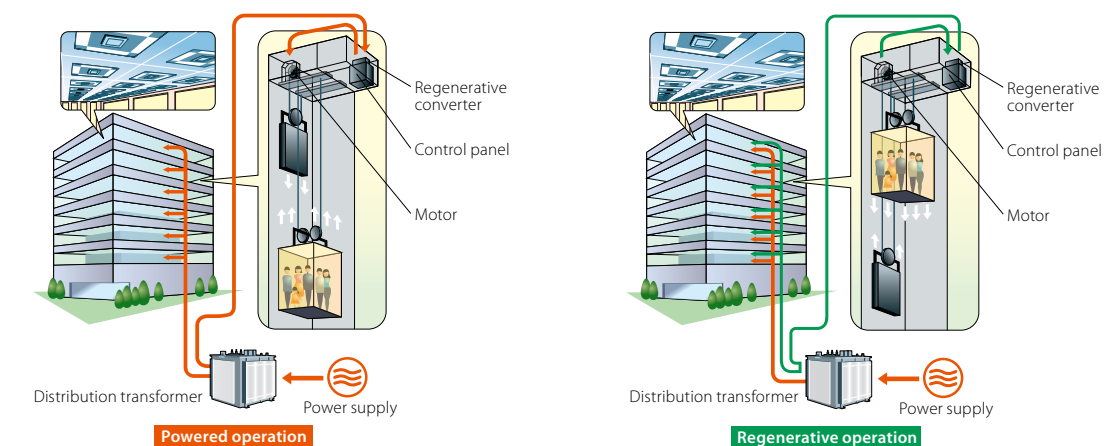 Regenerative
converter
Control panel
Motor
Distribution transformer
Power supply
Powered operation
Regenerative
converter
Control panel
Motor
Distribution transformer
Power supply
Regenerative operation